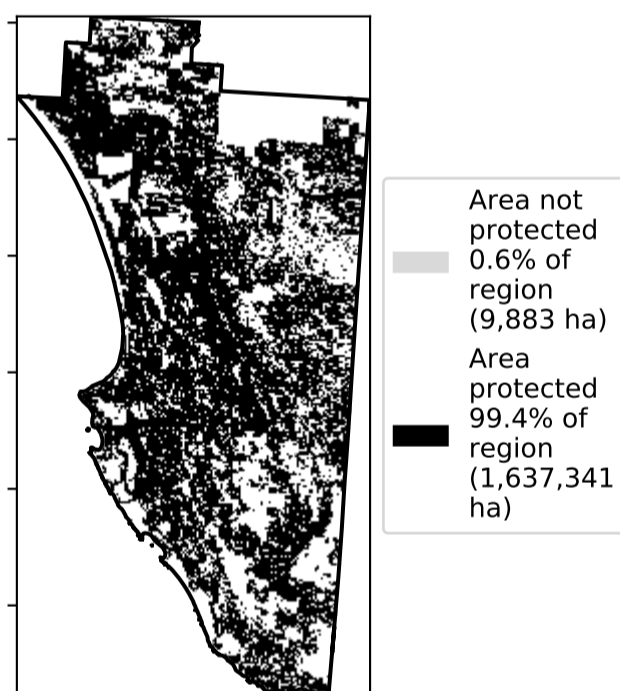 Area not
protected
0.6% of
region
(9,883 ha)
Area
protected
99.4% of
region
(1,637,341
ha)